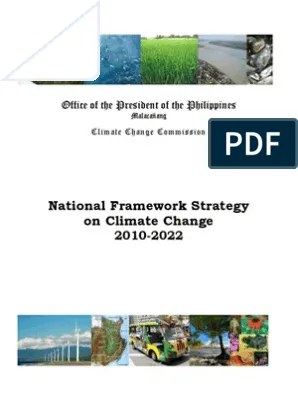 Office of the President of the Philippines
Malacañang
Climate Change Commission
PDF
National Framework Strategy
on Climate Change
2010-2022